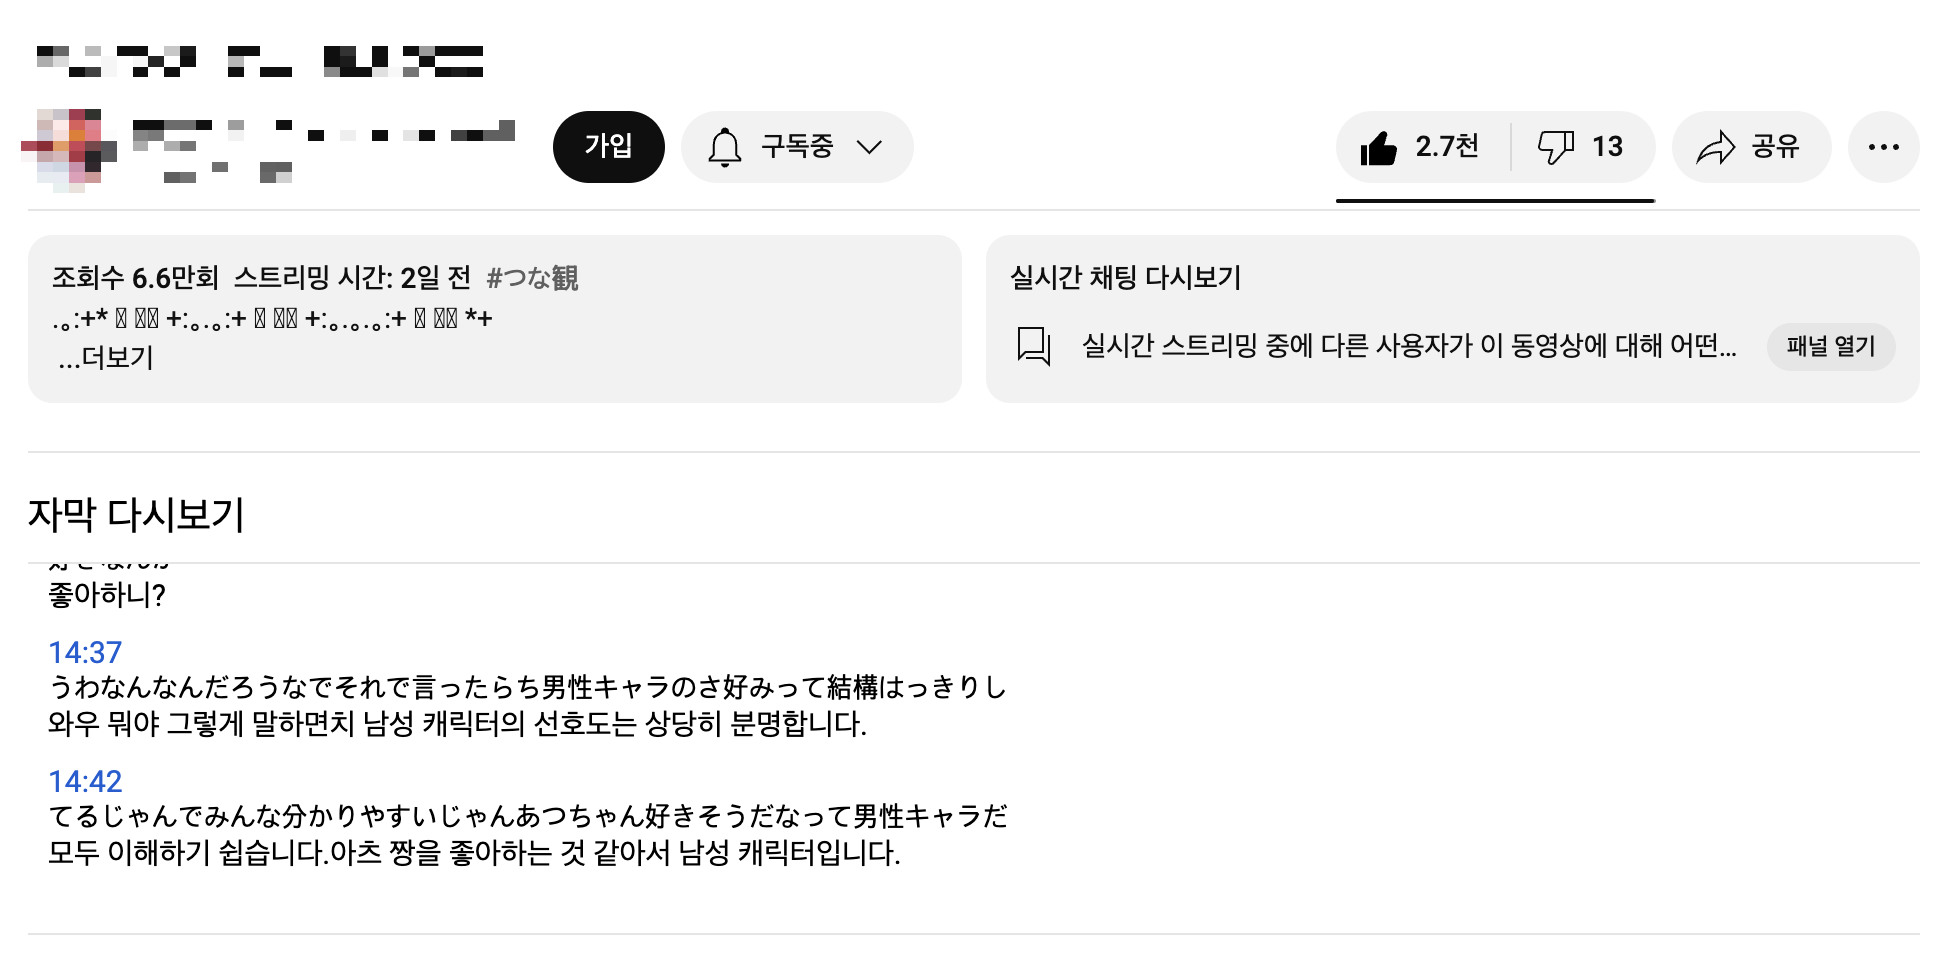 가입
구독중
2.7천
13
공유
조회수 6.6만회 스트리밍 시간: 2일 전 #つな観
.｡:+* +:｡.｡:+ +:｡.｡.｡:+ *+
...더보기
실시간 채팅 다시보기
실시간 스트리밍 중에 다른 사용자가 이 동영상에 대해 어떤...
패널 열기
자막 다시보기
좋아하니?
14:37
うわなんなんだろうなでそれで言ったらち男性キャラのさ好みって結構はっきりし
와우 뭐야 그렇게 말하면치 남성 캐릭터의 선호도는 상당히 분명합니다.
14:42
てるじゃんでみんな分かりやすいじゃんあつちゃん好きそうだなって男性キャラだ
모두 이해하기 쉽습니다.아츠 짱을 좋아하는 것 같아서 남성 캐릭터입니다.